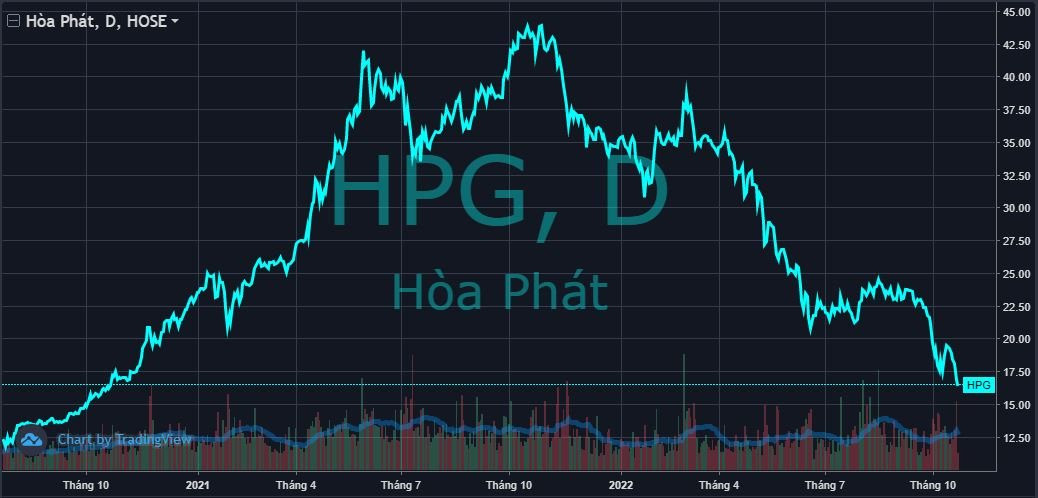 Hòa Phát, D, HOSE
45.00
42.50
40.00
37.50
35.00
HPG, D
32.50
30.00
27.50
Hòa Phát
25.00
22.50
20.00
17.50
HPG
15.00
Chart by TradingView
12.50
Tháng 10 2021 Tháng 4 Tháng 7 Tháng 10 2022 Tháng 4 Tháng 7 Tháng 10